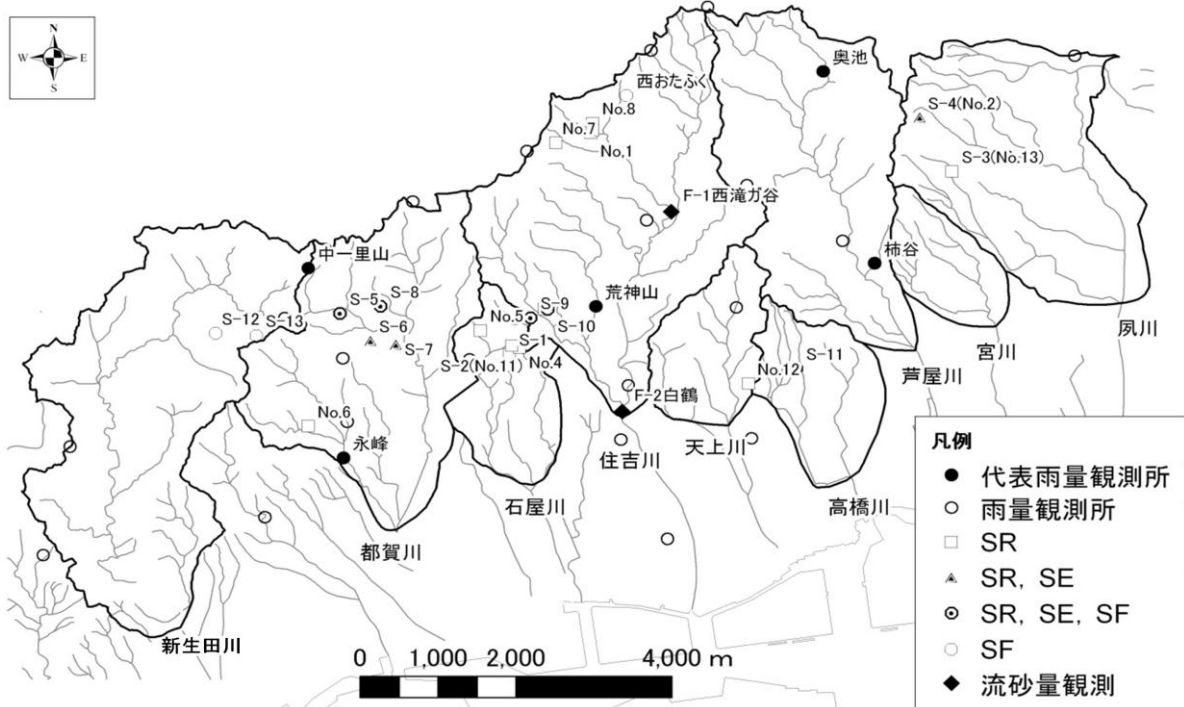 N
W E
S
奥池
西おたふく
No.8
No.7
No.1
S-4(No.2)
S-3(No.13)
F-1西滝ガ谷
柿谷
中一里山
荒神山
S-8
S-5
S-9
No.5
S-10
S-12
S-13
S-6
S-1
S-7
S-2(No.11)
No.4
S-11
No.12
F-2白鶴
No.6
永峰
夙川
宮川
芦屋川
天上川
住吉川
高橋川
石屋川
都賀川
新生田川
0 1,000 2,000 4,000 m
凡例
代表雨量観測所
雨量観測所
SR
SR, SE
SR, SE, SF
SF
流砂量観測